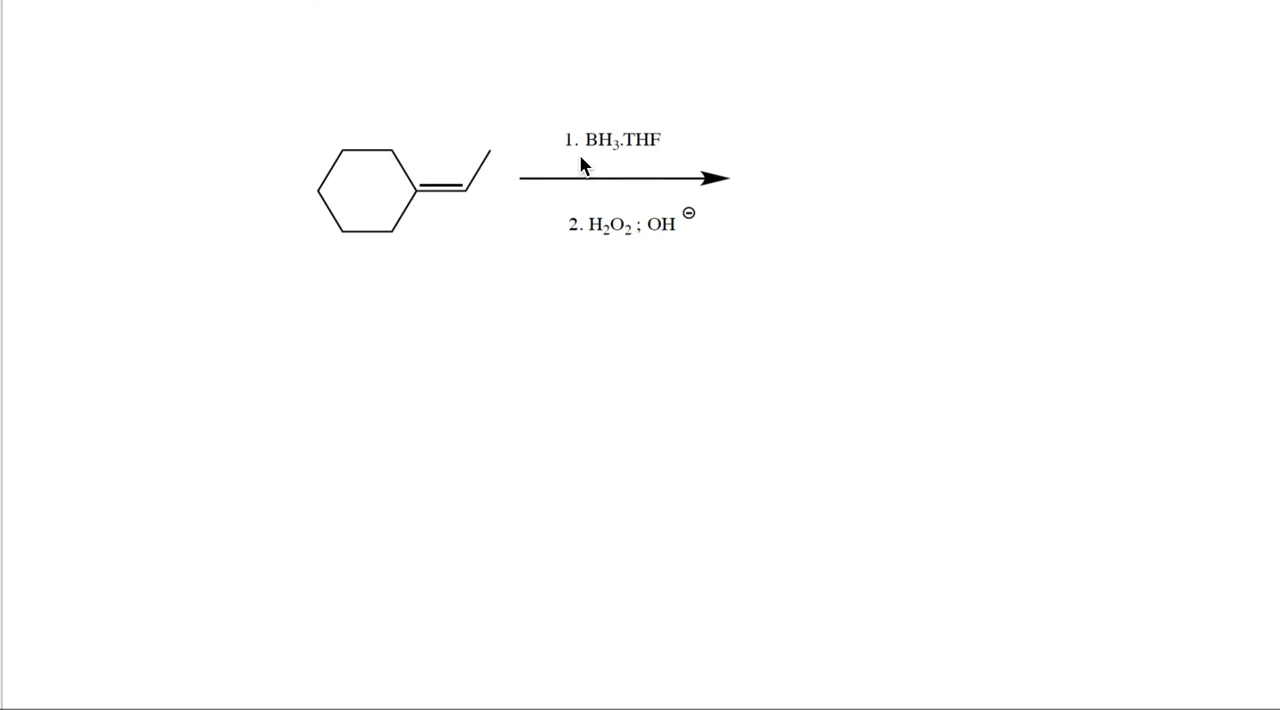 1. BH₃.THF
2. H₂O₂ ; OH ⊖